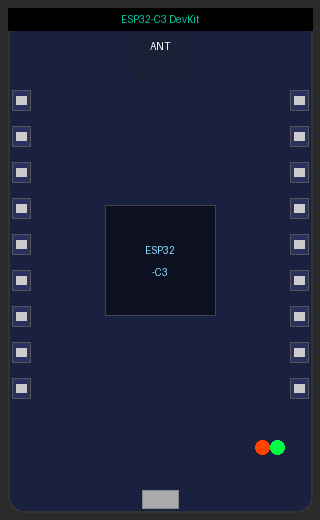 ESP32-C3 DevKit
ANT
ESP32
-C3